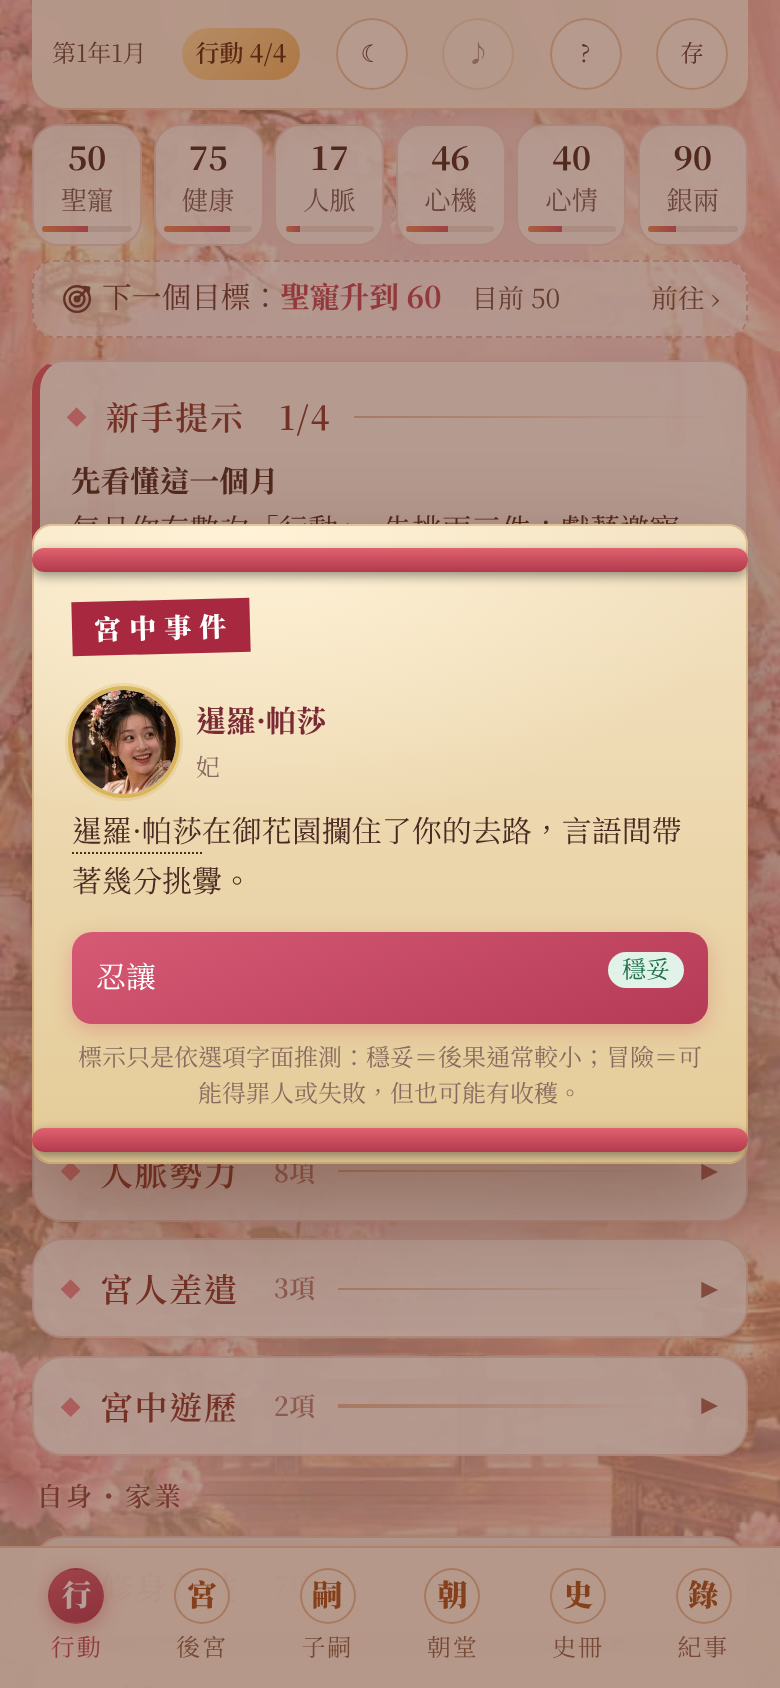 第1年1月
行動 4/4
☾
♪
?
存
50
聖寵
75
健康
17
人脈
46
心機
40
心情
90
銀兩
下一個目標：聖寵升到 60 目前 50 前往 ›
新手提示 1/4
先看懂這一個月
宮中事件
暹羅·帕莎
妃
暹羅·帕莎在御花園攔住了你的去路，言語間帶
著幾分挑釁。
忍讓
穩妥
標示只是依選項字面推測：穩妥＝後果通常較小；冒險＝可
能得罪人或失敗，但也可能有收穫。
人脈勢力 8項
宮人差遣 3項
宮中遊歷 2項
自身・家業
行
行動
宮
後宮
嗣
子嗣
朝
朝堂
史
史冊
錄
紀事